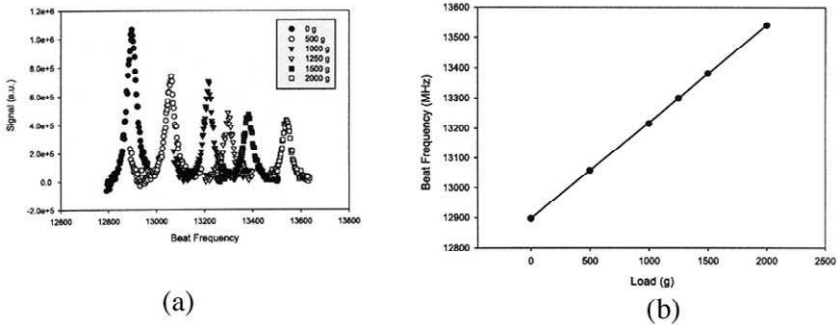 1.2e+6
1.0e+6
8.0e+5
6.0e+5
4.0e+5
2.0e+5
0.0
-2.0e+5
Signal (a.u.)
12600 12800 13000 13200 13400 13600 13800
Beat Frequency
0 g
500 g
1000 g
1250 g
1500 g
2000 g
(a)
13600
13500
13400
13300
13200
13100
13000
12900
12800
Beat Frequency (MHz)
0 500 1000 1500 2000 2500
Load (g)
(b)